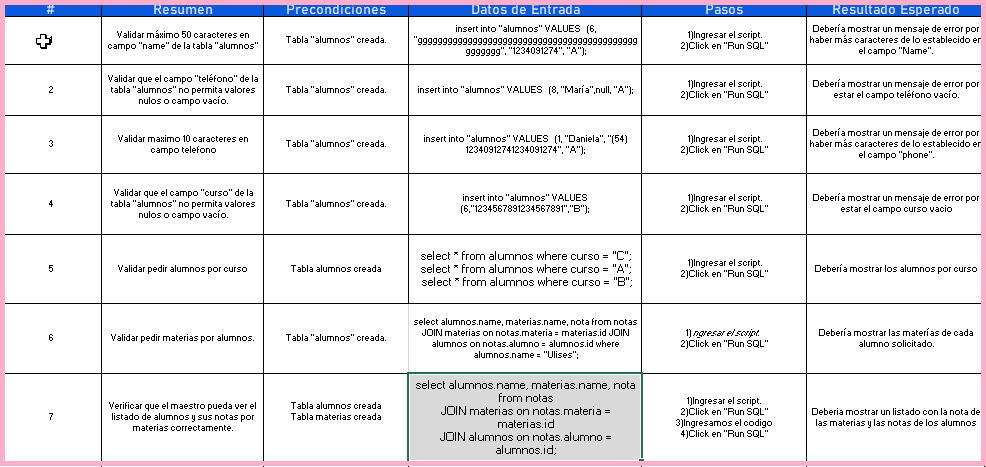 # Resumen Precondiciones Datos de Entrada Pasos Resultado Esperado
Validar máximo 50 caracteres en
campo "name" de la tabla "alumnos"
Tabla "alumnos" creada.
insert into "alumnos" VALUES (6,
"ggggggggggggggggggggggggggggggggggggggggg
ggggggg", "1234091274", "A");
1)Ingresar el script.
2)Click en "Run SQL"
Debería mostrar un mensaje de error por
haber más caracteres de lo establecido en
el campo "Name".
2
Validar que el campo "teléfono" de la
tabla "alumnos" no permita valores
nulos o campo vacío.
Tabla "alumnos" creada.
insert into "alumnos" VALUES (8, "María",null, "A");
1)Ingresar el script.
2)Click en "Run SQL"
Debería mostrar un mensaje de error por
estar el campo teléfono vacío.
3
Validar maximo 10 caracteres en
campo telefono
Tabla "alumnos" creada.
insert into "alumnos" VALUES (1, "Daniela", "(54)
12340912741234091274", "A");
1)Ingresar el script.
2)Click en "Run SQL"
Debería mostrar un mensaje de error por
haber más caracteres de lo establecido en
el campo "phone".
4
Validar que el campo "curso" de la
tabla "alumnos" no permita valores
nulos o campo vacío.
Tabla "alumnos" creada.
insert into "alumnos" VALUES
(6,"1234567891234567891","B");
1)Ingresar el script.
2)Click en "Run SQL"
Debería mostrar un mensaje de error por
estar el campo curso vacio
5
Validar pedir alumnos por curso
Tabla alumnos creada
select * from alumnos where curso = "C";
select * from alumnos where curso = "A";
select * from alumnos where curso = "B";
1)Ingresar el script.
2)Click en "Run SQL"
Debería mostrar los alumnos por curso
6
Validar pedir materias por alumnos.
Tabla "alumnos" creada.
select alumnos.name, materias.name, nota from notas
JOIN materias on notas.materia = materias.id JOIN
alumnos on notas.alumno = alumnos.id where
alumnos.name = "Ulises";
1) ngresar el script.
2)Click en "Run SQL"
Debería mostrar las materías de cada
alumno solicitado.
7
Verificar que el maestro pueda ver el
listado de alumnos y sus notas por
materias correctamente.
Tabla alumnos creada
Tabla materias creada
select alumnos.name, materias.name, nota
from notas
JOIN materias on notas.materia =
materias.id
JOIN alumnos on notas.alumno =
alumnos.id;
1)Ingresar el script.
2)Click en "Run SQL"
3)Ingresamos el codigo
4)Click en "Run SQL"
Deberia mostrar un listado con la nota de
las materias y las notas de los alumnos